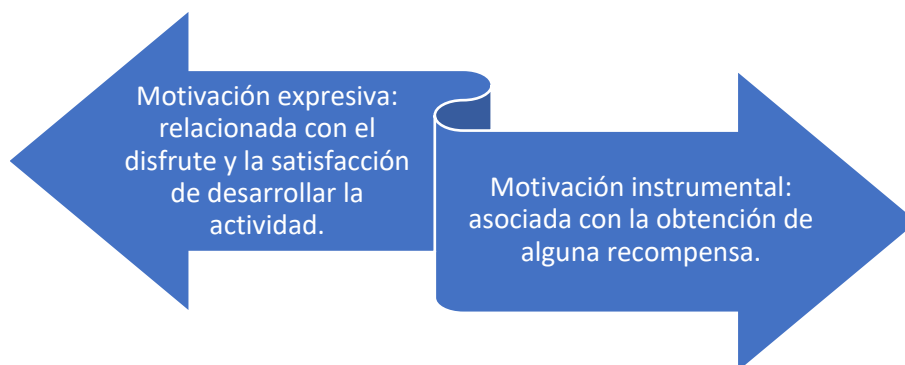 Motivación expresiva:
relacionada con el
disfrute y la satisfacción
de desarrollar la
actividad.
Motivación instrumental:
asociada con la obtención de
alguna recompensa.